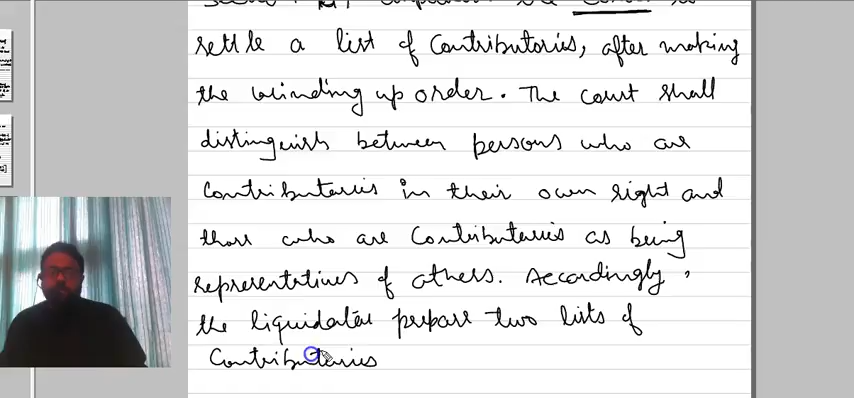 settle a list of Contributories, after making
the winding up order. The court shall
distinguish between persons who are
Contributories in their own right and
those who are Contributories as being
representatives of others. Accordingly,
the liquidator prepare two lists of
Contributories